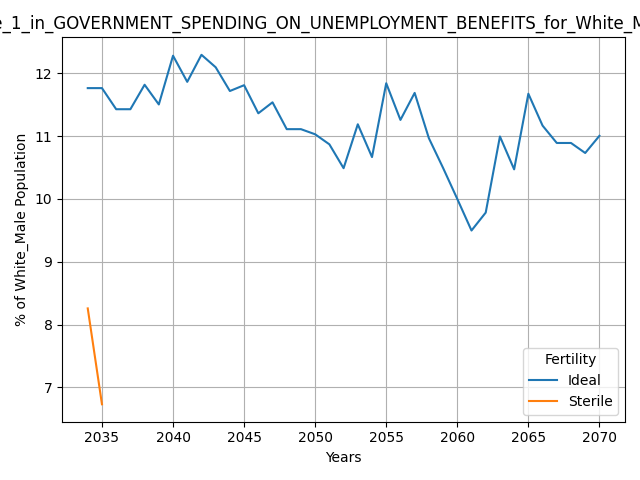 _1_in_GOVERNMENT_SPENDING_ON_UNEMPLOYMENT_BENEFITS_for_White_M
12
11
10
9
8
7
% of White_Male Population
Fertility
Ideal
Sterile
2035 2040 2045 2050 2055 2060 2065 2070
Years